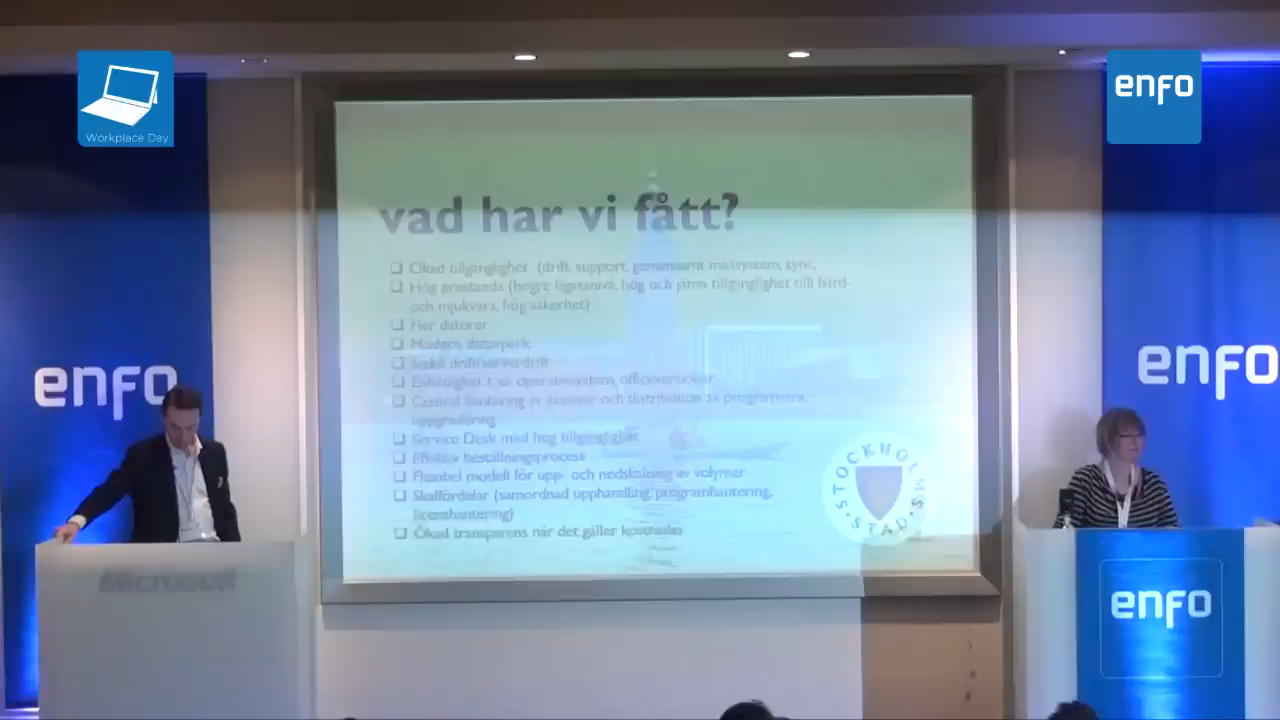 Workplace Day
enfo
vad har vi fått?
Ökad tillgänglighet (drift, support, gemensamt mailsystem, sync,
Hög prestanda (högre lägstanivå, hög och jämn tillgänglighet till hård-
och mjukvara, hög säkerhet)
Fler datorer
Modern datorpark
Stabil drift/serverdrift
Enhetlighet t ex operativsystem, officeversioner
Central hantering av licenser och distribution av programvara,
uppgradering
Service Desk med hög tillgänglighet
Effektiv beställningsprocess
Flexibel modell för upp- och nedskalning av volymer
Skalfördelar (samordnad upphandling, programhantering,
licenshantering)
Ökad transparens när det gäller kostnader
STOCKHOLMS
STAD
enfo
enfo
Microsoft
enfo